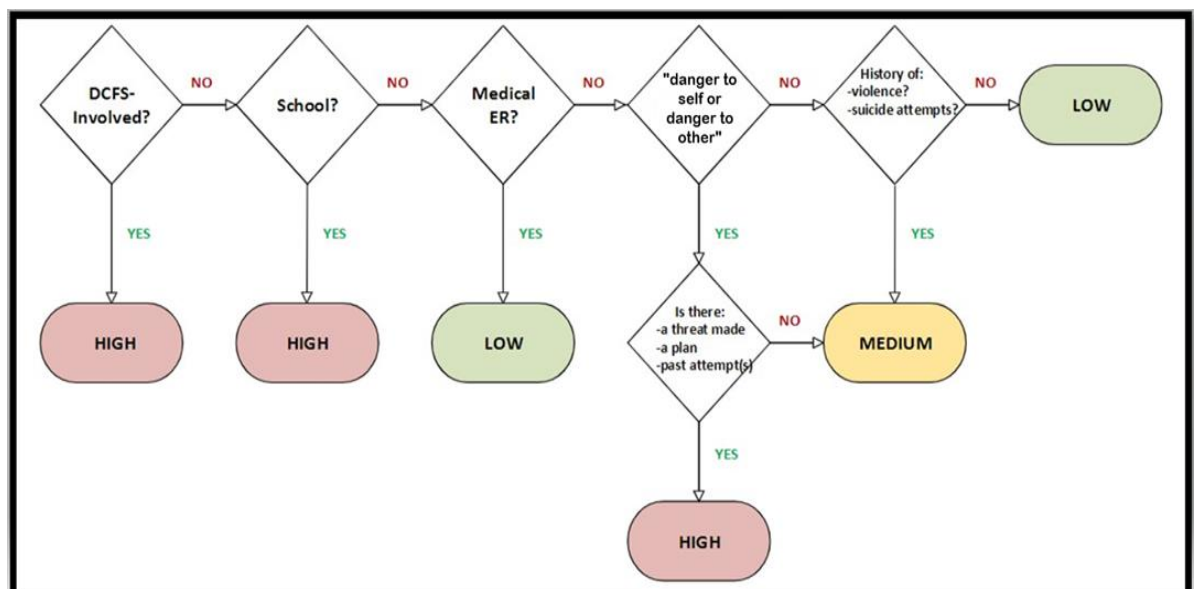 DCFS-
Involved?
NO
School?
NO
Medical
ER?
NO
"danger to
self or
danger to
other"
NO
History of:
-violence?
-suicide attempts?
NO
LOW
YES
YES
YES
YES
YES
HIGH
HIGH
LOW
Is there:
-a threat made
-a plan
-past attempt(s)
NO
MEDIUM
YES
HIGH